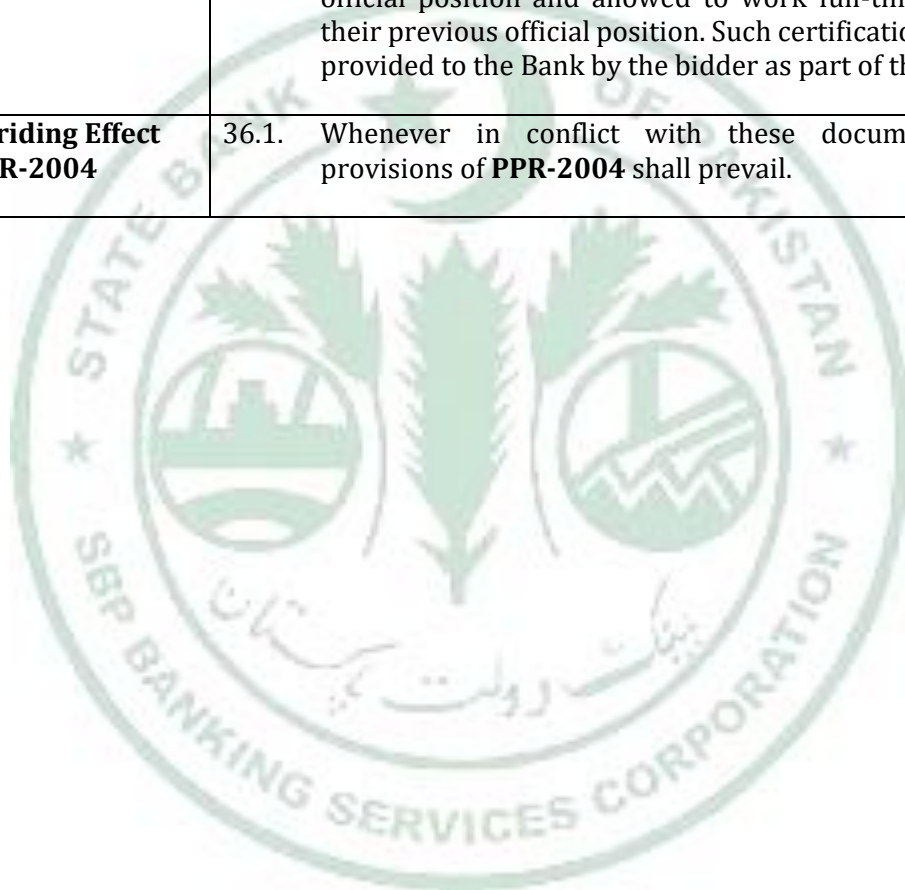 official position and allowed to work full-tim
their previous official position. Such certificatio
provided to the Bank by the bidder as part of th
riding Effect 36.1. Whenever in conflict with these docum
R-2004 provisions of PPR-2004 shall prevail.
STATE BANK OF PAKISTAN
بینک دولت پاکستان
SBP BANKING SERVICES CORPORATION